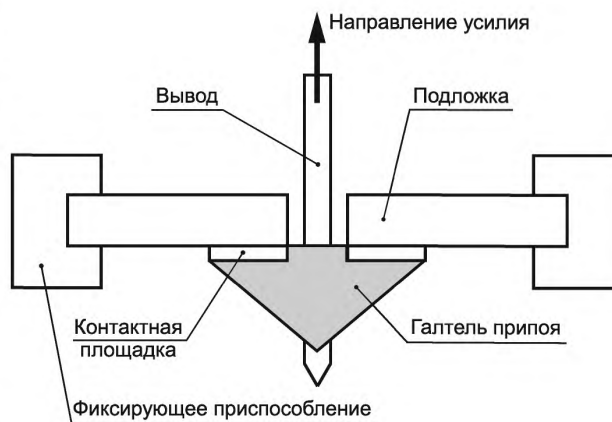 Направление усилия
Вывод
Подложка
Контактная
площадка
Галтель припоя
Фиксирующее приспособление